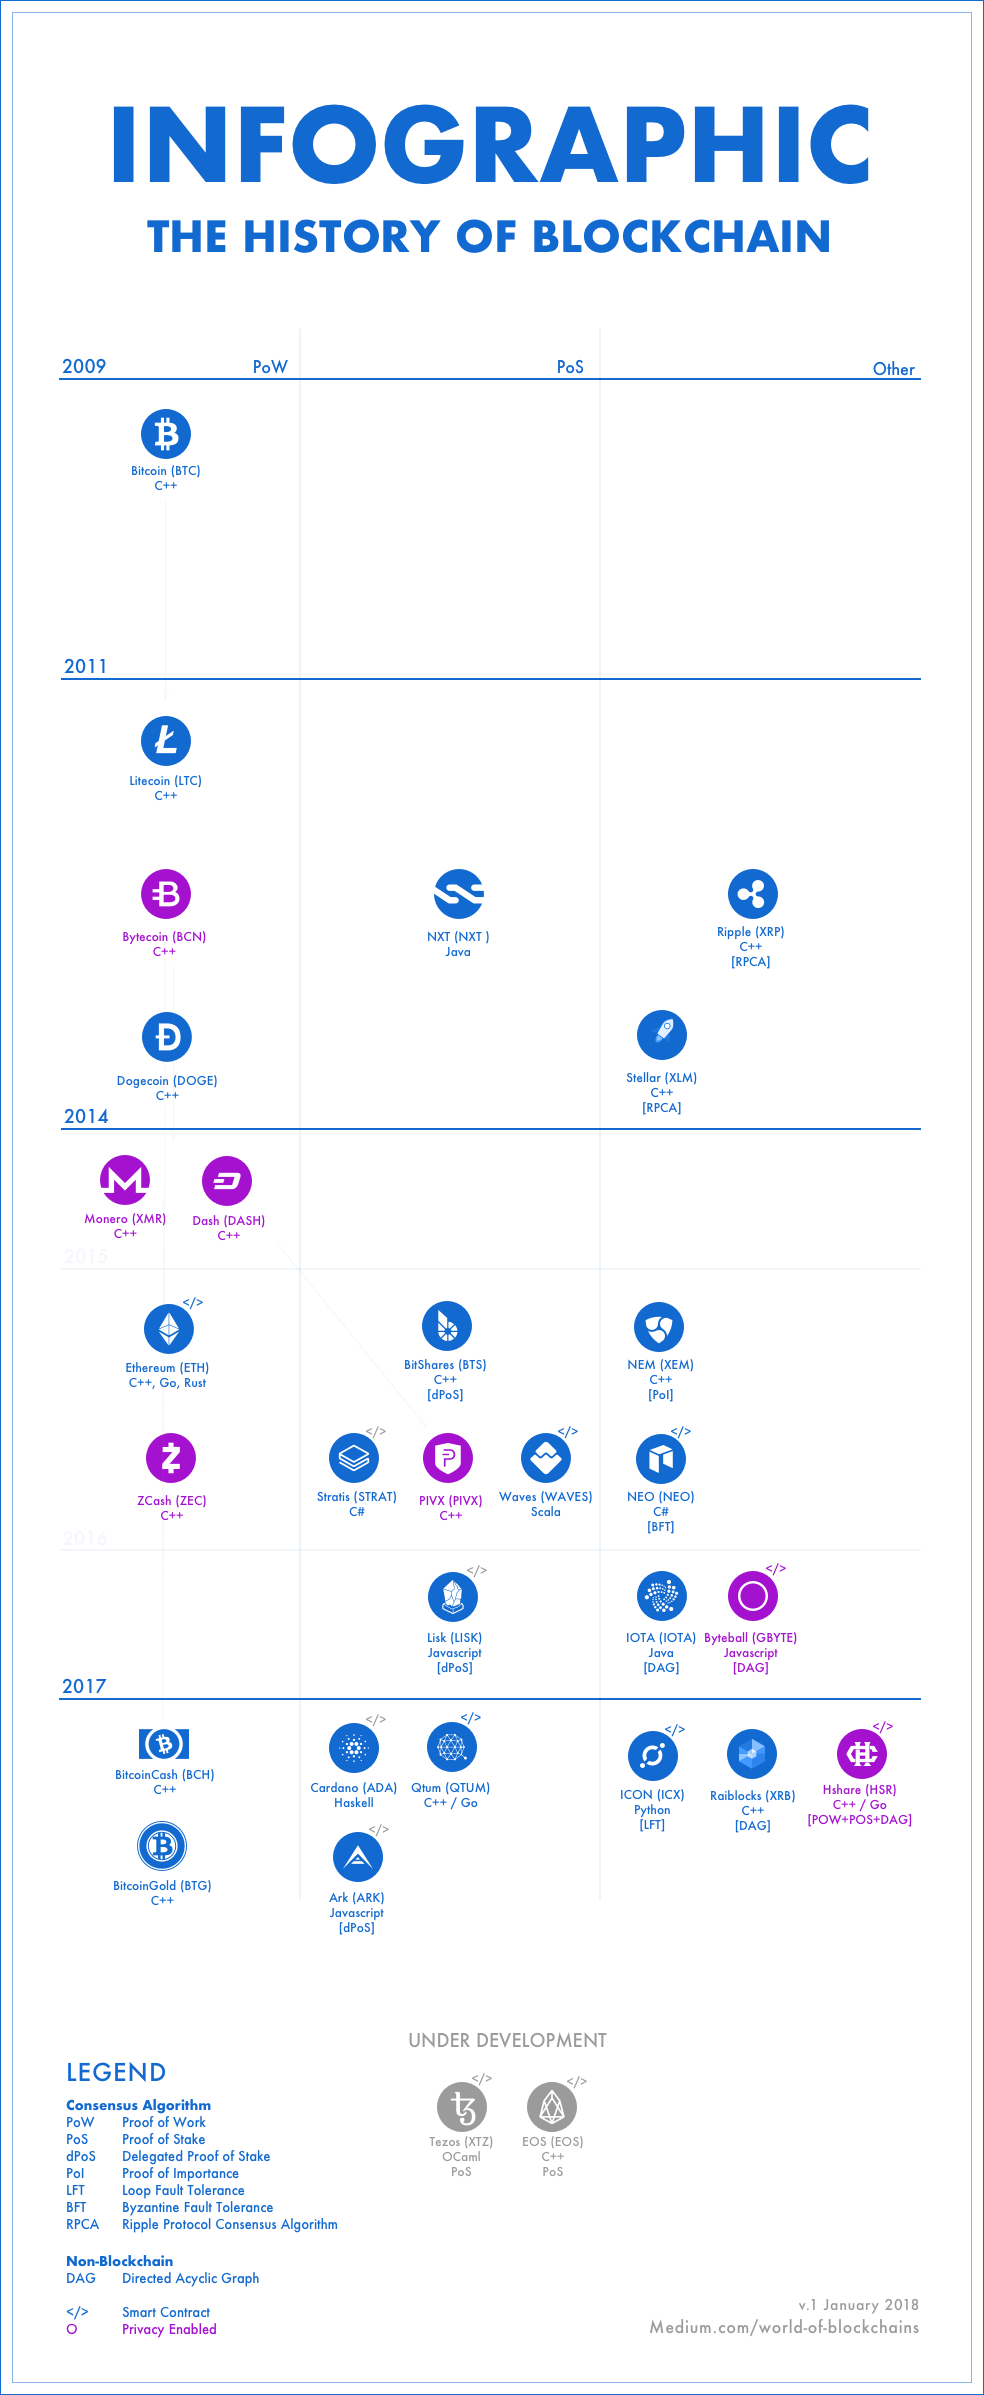 INFOGRAPHIC
THE HISTORY OF BLOCKCHAIN
2009 PoW PoS Other
Bitcoin (BTC)
C++
2011
Litecoin (LTC)
C++
Bytecoin (BCN)
C++
NXT (NXT )
Java
Ripple (XRP)
C++
[RPCA]
Dogecoin (DOGE)
C++
Stellar (XLM)
C++
[RPCA]
2014
Monero (XMR)
C++
Dash (DASH)
C++
2015
</>
Ethereum (ETH)
C++, Go, Rust
BitShares (BTS)
C++
[dPoS]
NEM (XEM)
C++
[PoI]
ZCash (ZEC)
C++
</>
Stratis (STRAT)
C#
PIVX (PIVX)
C++
</>
Waves (WAVES)
Scala
</>
NEO (NEO)
C#
[BFT]
2016
</>
Lisk (LISK)
Javascript
[dPoS]
IOTA (IOTA)
Java
[DAG]
</>
Byteball (GBYTE)
Javascript
[DAG]
2017
BitcoinCash (BCH)
C++
</>
Cardano (ADA)
Haskell
</>
Qtum (QTUM)
C++ / Go
</>
ICON (ICX)
Python
[LFT]
Raiblocks (XRB)
C++
[DAG]
</>
Hshare (HSR)
C++ / Go
[POW+POS+DAG]
BitcoinGold (BTG)
C++
</>
Ark (ARK)
Javascript
[dPoS]
UNDER DEVELOPMENT
</>
Tezos (XTZ)
OCaml
PoS
</>
EOS (EOS)
C++
PoS
LEGEND
Consensus Algorithm
PoW Proof of Work
PoS Proof of Stake
dPoS Delegated Proof of Stake
PoI Proof of Importance
LFT Loop Fault Tolerance
BFT Byzantine Fault Tolerance
RPCA Ripple Protocol Consensus Algorithm
Non-Blockchain
DAG Directed Acyclic Graph
</> Smart Contract
O Privacy Enabled
v.1 January 2018
Medium.com/world-of-blockchains